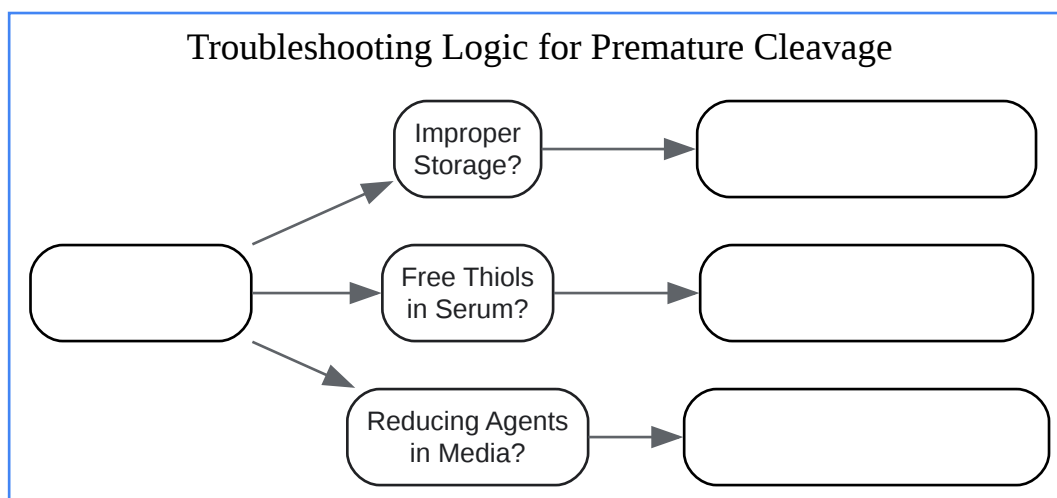 Troubleshooting Logic for Premature Cleavage
Improper
Storage?
Free Thiols
in Serum?
Reducing Agents
in Media?